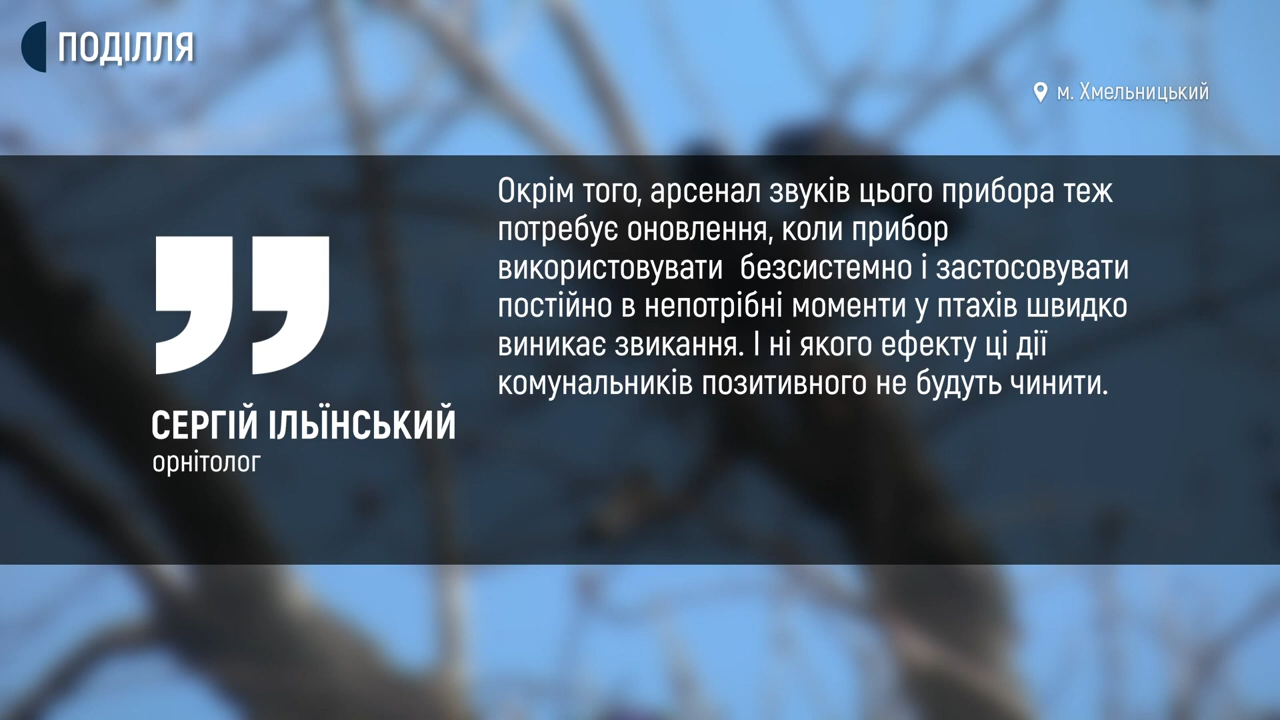 ПОДІЛЛЯ
м. Хмельницький
Окрім того, арсенал звуків цього прибора теж
потребує оновлення, коли прибор
використовувати  безсистемно і застосовувати
постійно в непотрібні моменти у птахів швидко
виникає звикання. І ні якого ефекту ці дії
комунальників позитивного не будуть чинити.
СЕРГІЙ ІЛЬЇНСЬКИЙ
орнітолог